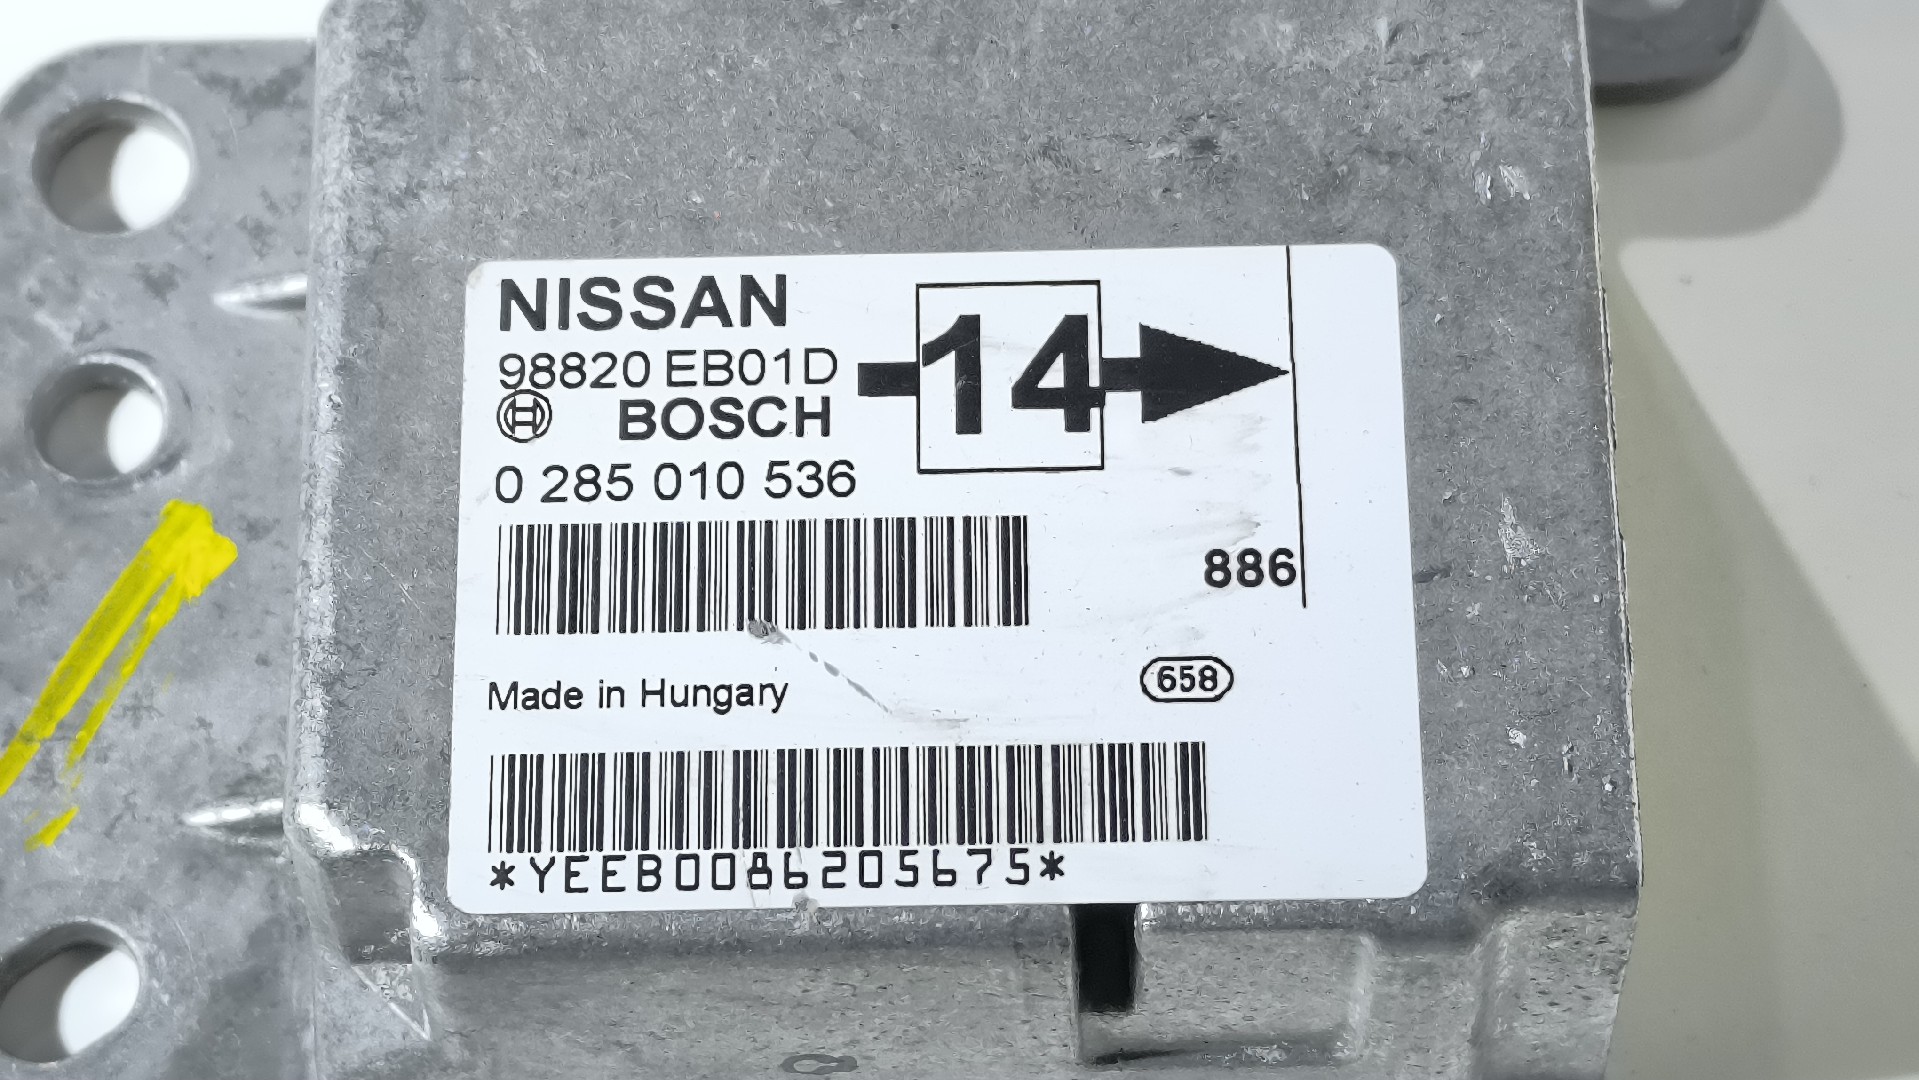 NISSAN
98820 EB01D
BOSCH
0 285 010 536
14
886
Made in Hungary
658
*YEEB0086205675*